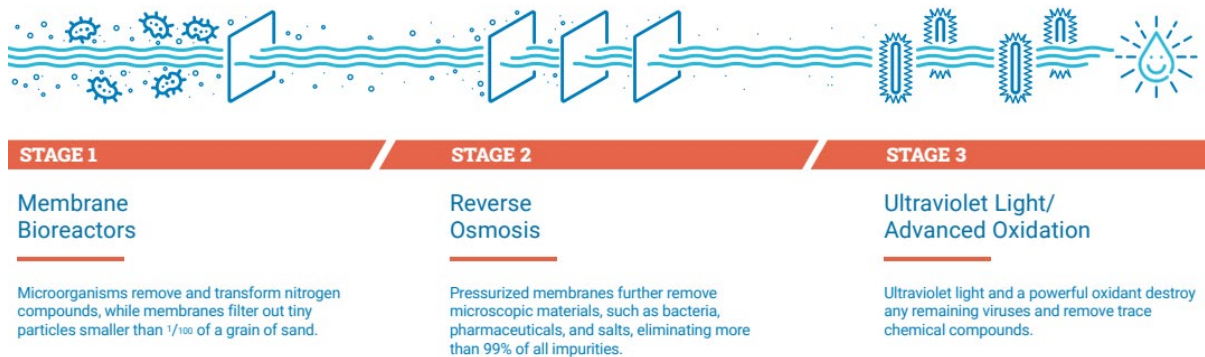 STAGE 1
Membrane
Bioreactors
Microorganisms remove and transform nitrogen
compounds, while membranes filter out tiny
particles smaller than 1/100 of a grain of sand.
STAGE 2
Reverse
Osmosis
Pressurized membranes further remove
microscopic materials, such as bacteria,
pharmaceuticals, and salts, eliminating more
than 99% of all impurities.
STAGE 3
Ultraviolet Light/
Advanced Oxidation
Ultraviolet light and a powerful oxidant destroy
any remaining viruses and remove trace
chemical compounds.